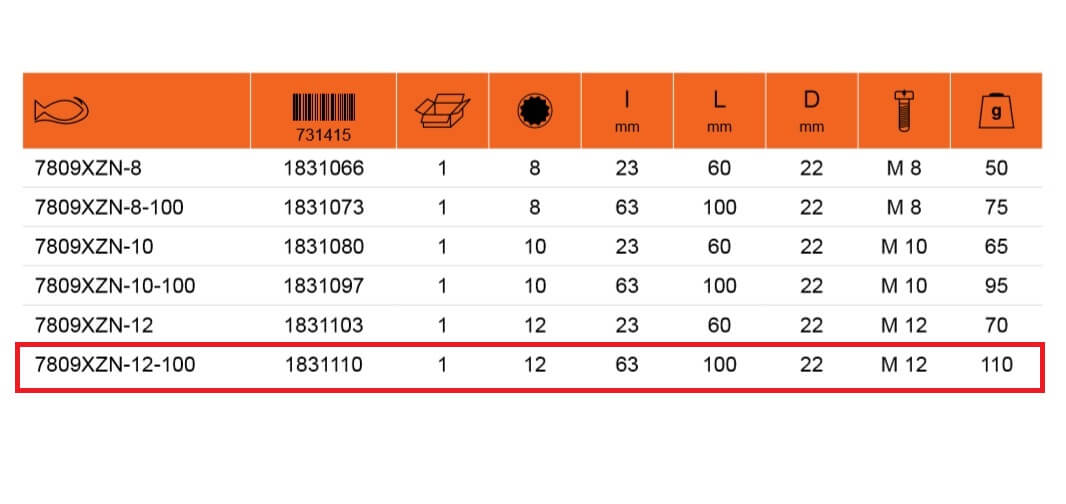 731415 l mm L mm D mm g
7809XZN-8 1831066 1 8 23 60 22 M 8 50
7809XZN-8-100 1831073 1 8 63 100 22 M 8 75
7809XZN-10 1831080 1 10 23 60 22 M 10 65
7809XZN-10-100 1831097 1 10 63 100 22 M 10 95
7809XZN-12 1831103 1 12 23 60 22 M 12 70
7809XZN-12-100 1831110 1 12 63 100 22 M 12 110